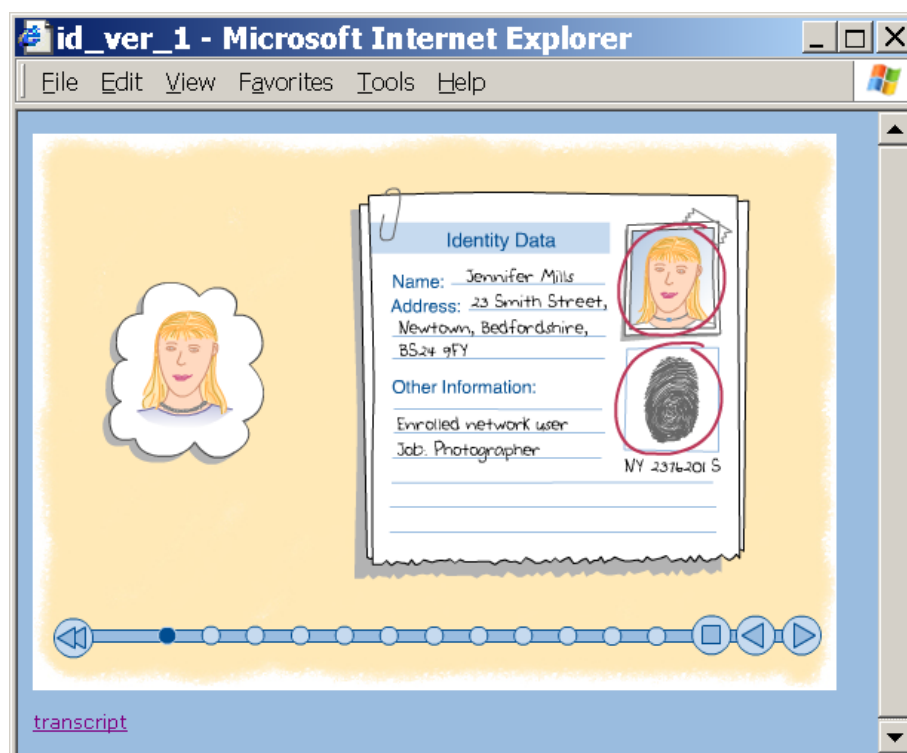 id_ver_1 - Microsoft Internet Explorer
File Edit View Favorites Tools Help
Identity Data
Name: Jennifer Mills
Address: 23 Smith Street,
Newtown, Bedfordshire,
BS24 9FY
Other Information:
Enrolled network user
Job: Photographer
NY 2376201 S
transcript